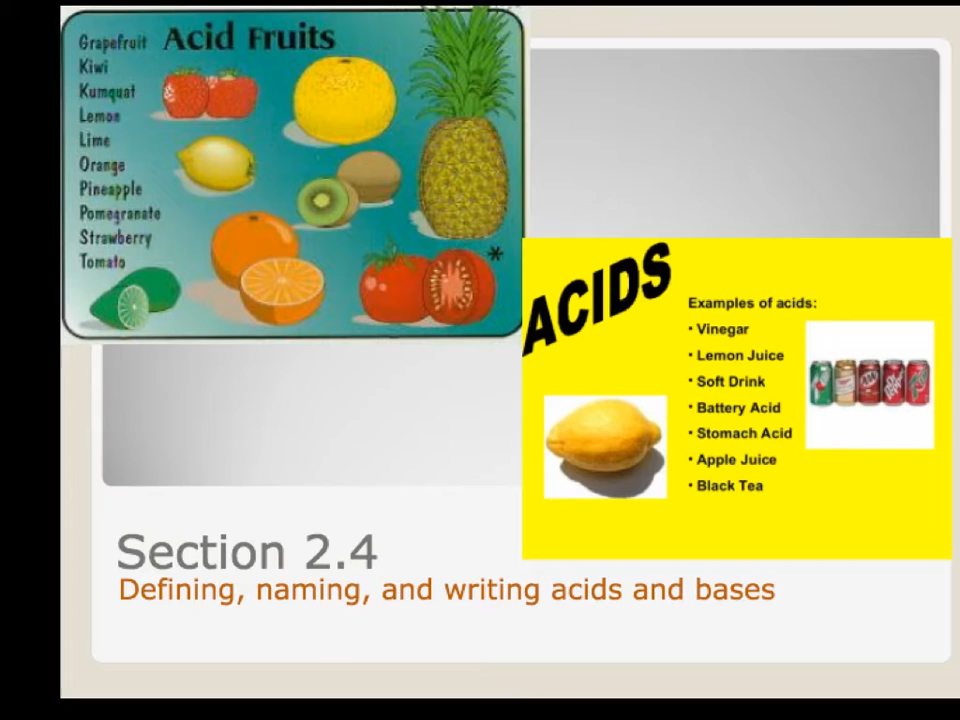 Acid Fruits
Grapefruit
Kiwi
Kumquat
Lemon
Lime
Orange
Pineapple
Pomegranate
Strawberry
Tomato
*
ACIDS
Examples of acids:
• Vinegar
• Lemon Juice
• Soft Drink
• Battery Acid
• Stomach Acid
• Apple Juice
• Black Tea
Section 2.4
Defining, naming, and writing acids and bases